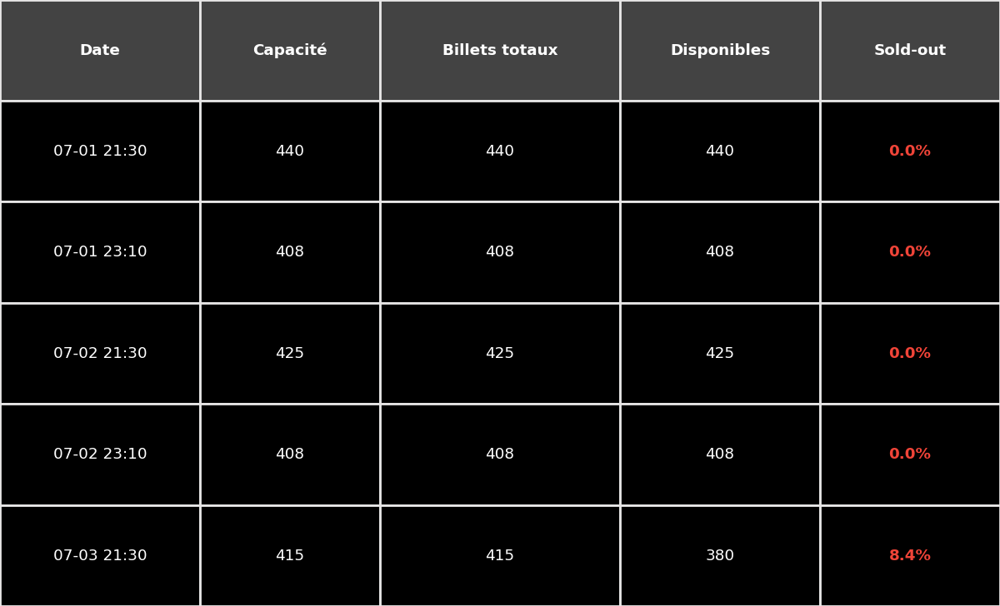 Date Capacité Billets totaux Disponibles Sold-out
07-01 21:30 440 440 440 0.0%
07-01 23:10 408 408 408 0.0%
07-02 21:30 425 425 425 0.0%
07-02 23:10 408 408 408 0.0%
07-03 21:30 415 415 380 8.4%